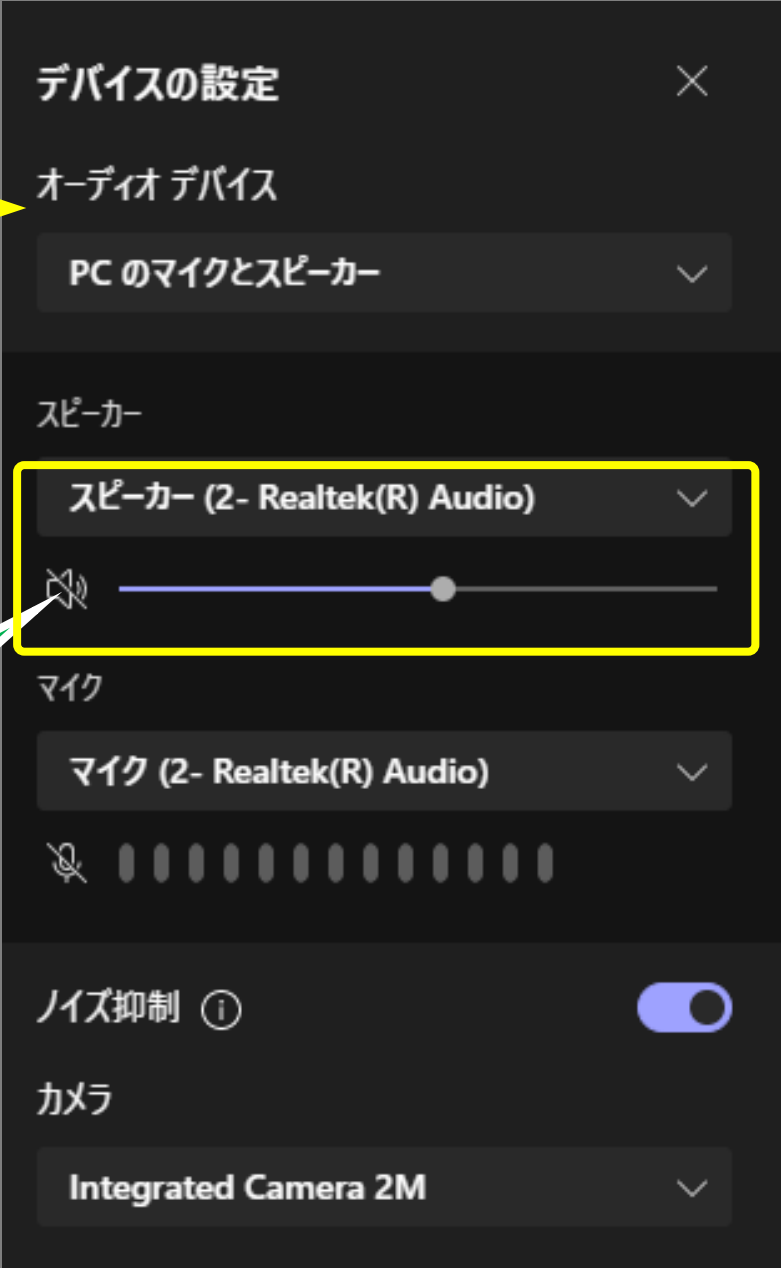 デバイスの設定
オーディオ デバイス
PC のマイクとスピーカー
スピーカー
スピーカー (2- Realtek(R) Audio)
マイク
マイク (2- Realtek(R) Audio)
ノイズ抑制
カメラ
Integrated Camera 2M